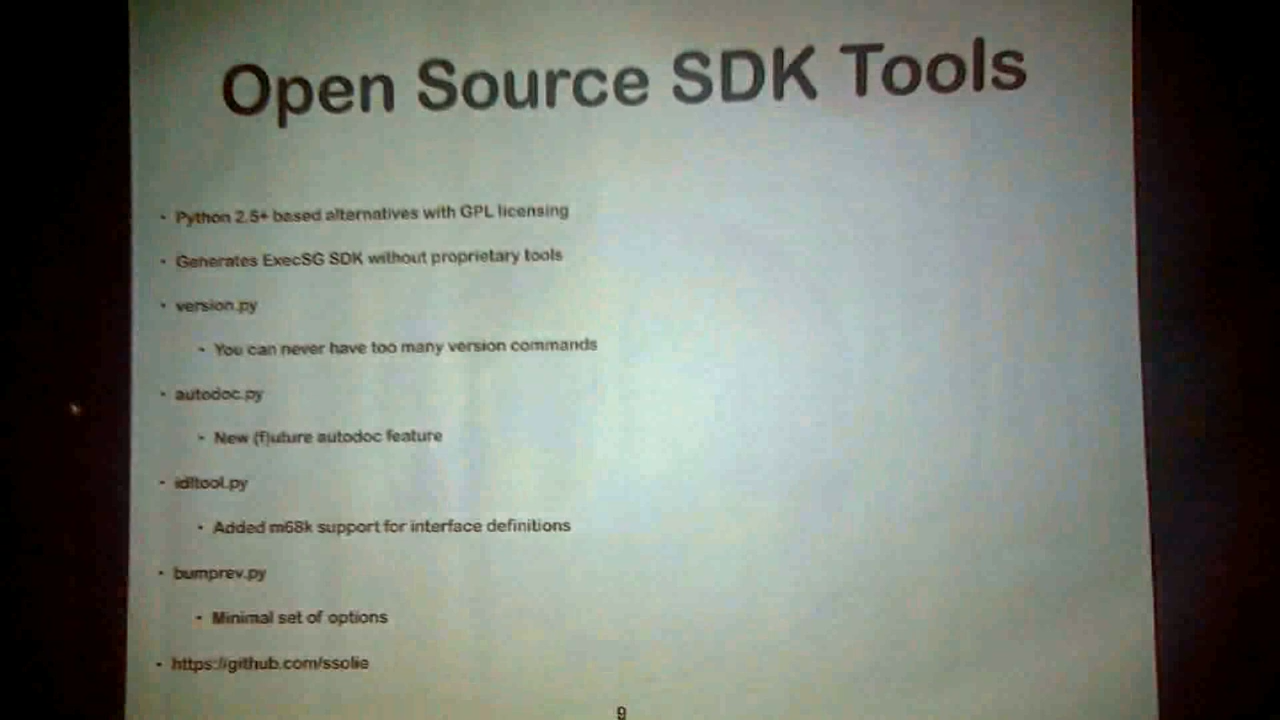 Open Source SDK Tools
• Python 2.5+ based alternatives with GPL licensing
• Generates ExecSG SDK without proprietary tools
• version.py
• You can never have too many version commands
• autodoc.py
• New (f)uture autodoc feature
• idltool.py
• Added m68k support for interface definitions
• bumprev.py
• Minimal set of options
• https://github.com/ssolie
9